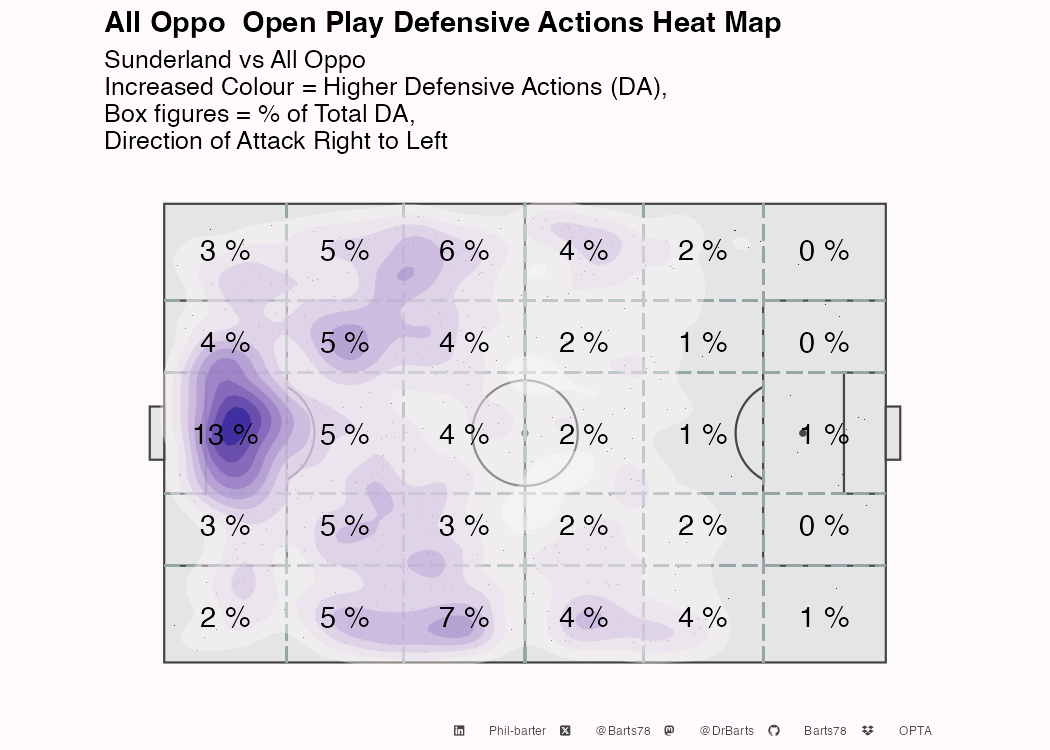 All Oppo  Open Play Defensive Actions Heat Map
Sunderland vs All Oppo
Increased Colour = Higher Defensive Actions (DA),
Box figures = % of Total DA,
Direction of Attack Right to Left
3 % 5 % 6 % 4 % 2 % 0 %
4 % 5 % 4 % 2 % 1 % 0 %
13 % 5 % 4 % 2 % 1 % 1 %
3 % 5 % 3 % 2 % 2 % 0 %
2 % 5 % 7 % 4 % 4 % 1 %
Phil-barter @Barts78 @DrBarts Barts78 OPTA